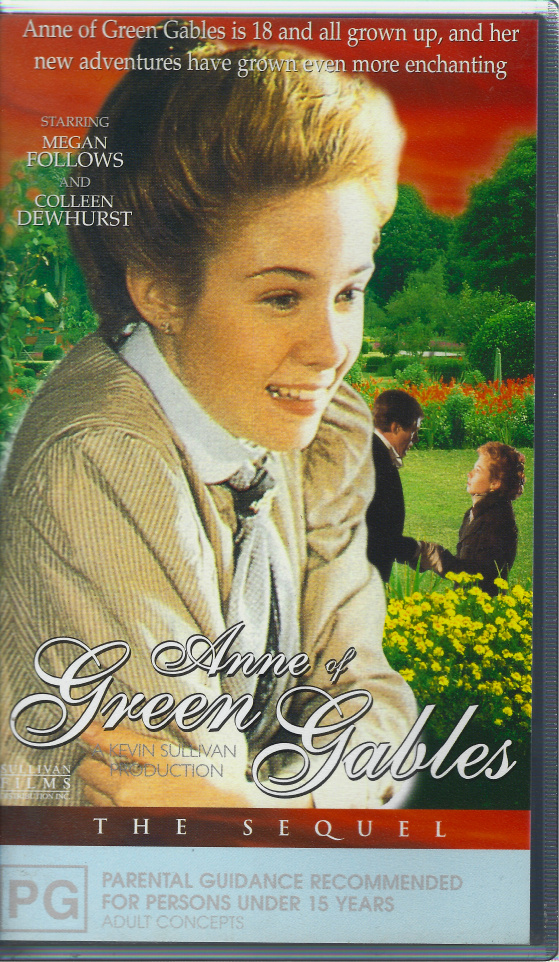 Anne of Green Gables is 18 and all grown up, and her
new adventures have grown even more enchanting
STARRING
MEGAN
FOLLOWS
AND
COLLEEN
DEWHURST
Anne of
Green
Gables
A KEVIN SULLIVAN
PRODUCTION
SULLIVAN
FILMS
THE SEQUEL
PG
PARENTAL GUIDANCE RECOMMENDED
FOR PERSONS UNDER 15 YEARS
ADULT CONCEPTS